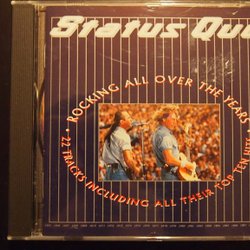 Status Quo
ROCKING ALL OVER THE YEARS
• 22 TRACKS INCLUDING ALL THEIR TOP TEN HITS